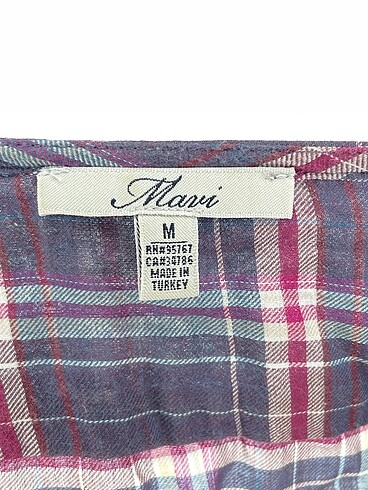 Mavi
M
RN#95767
CA#34786
MADE IN
TURKEY